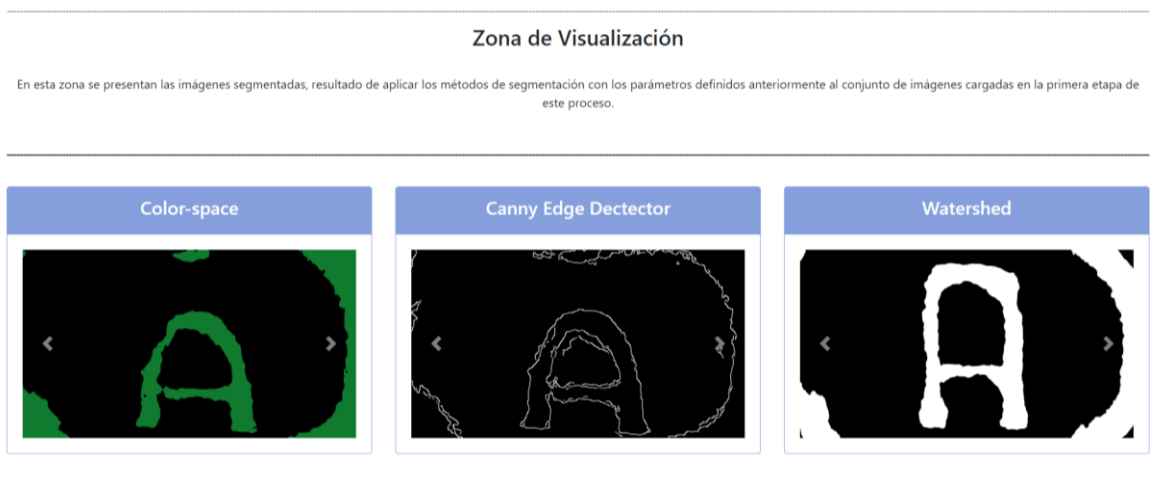 Zona de Visualización
En esta zona se presentan las imágenes segmentadas, resultado de aplicar los métodos de segmentación con los parámetros definidos anteriormente al conjunto de imágenes cargadas en la primera etapa de
este proceso.
Color-space
Canny Edge Dectector
Watershed
A
A
A